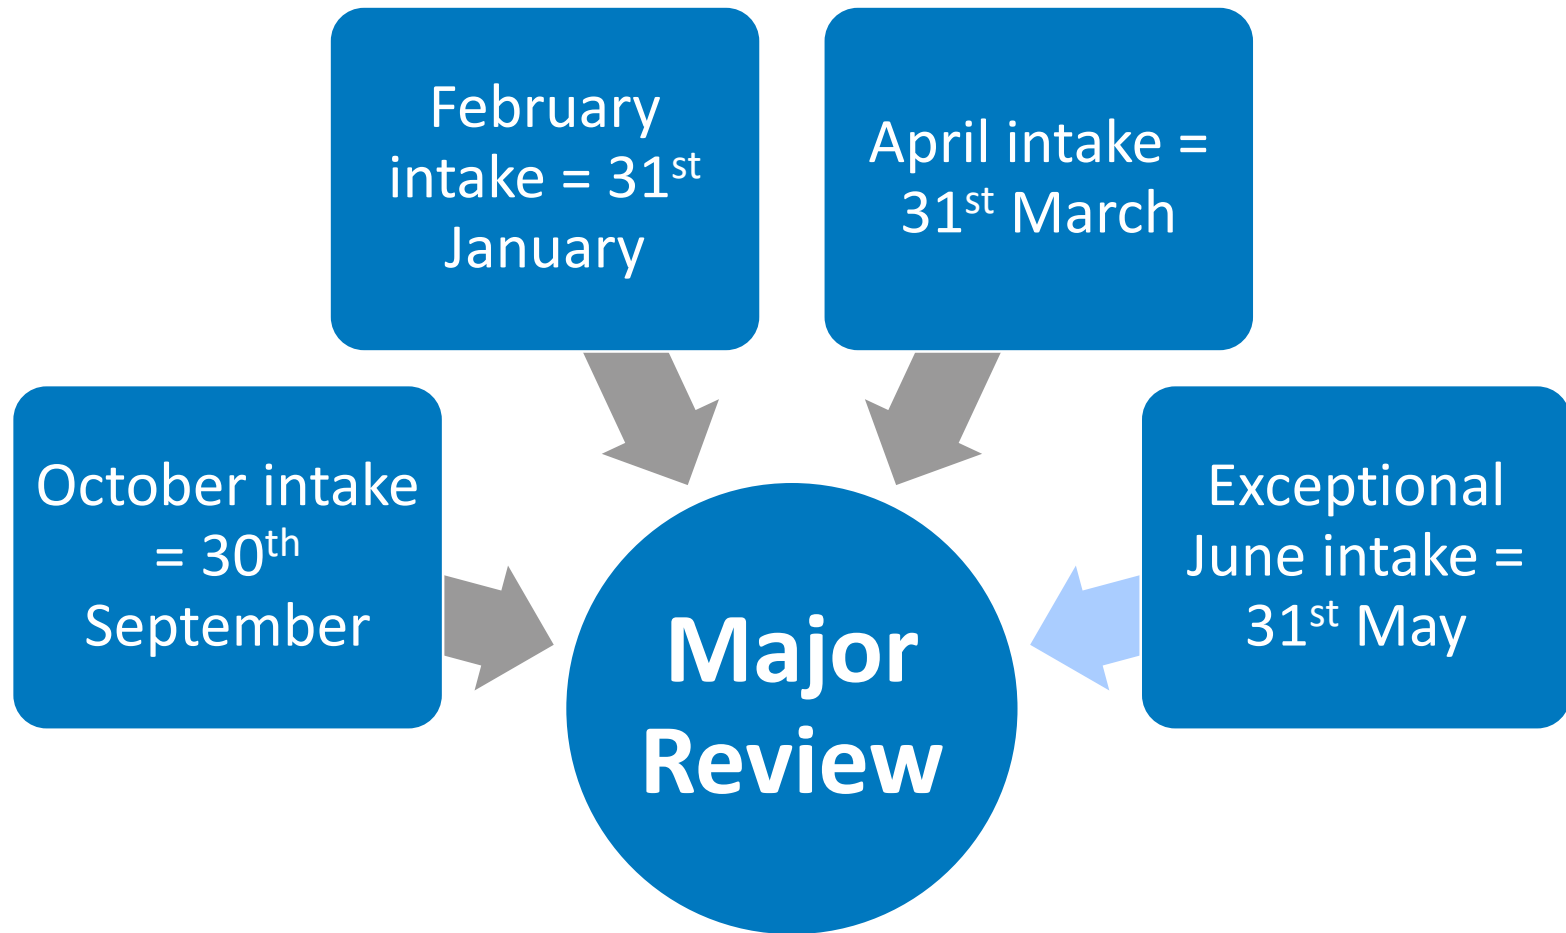 February
intake = 31st
January
April intake =
31st March
October intake
= 30th
September
Exceptional
June intake =
31st May
Major
Review